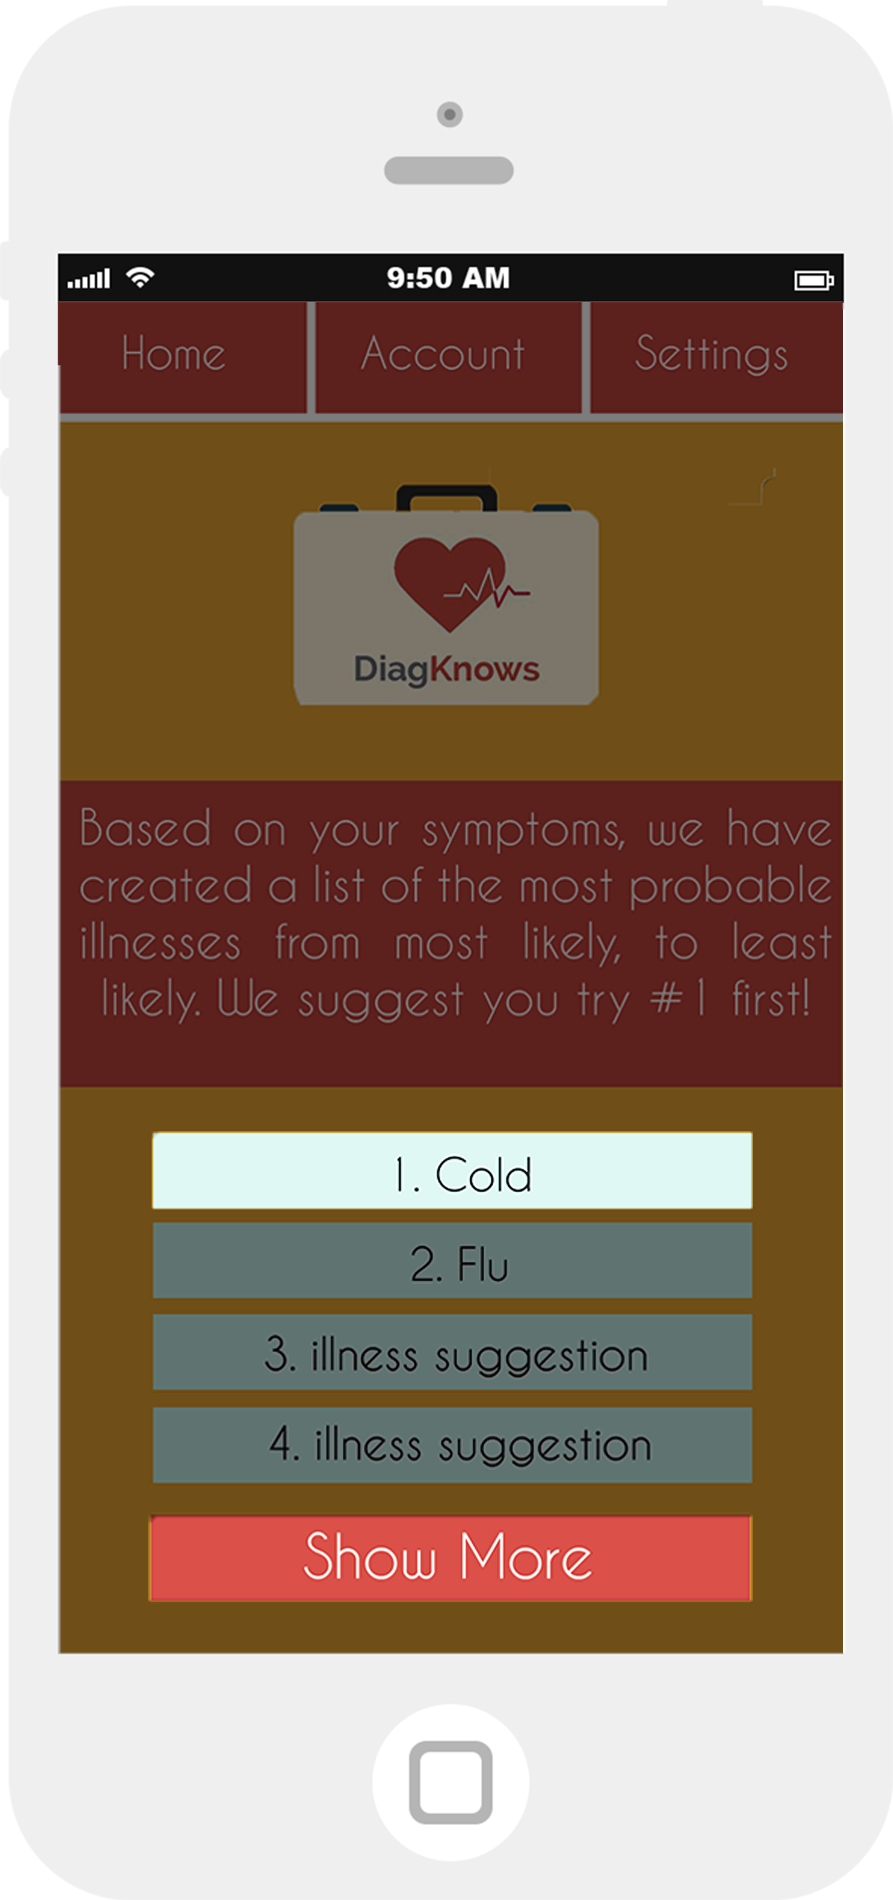 9:50 AM
Home Account Settings
DiagKnows
Based on your symptoms, we have
created a list of the most probable
illnesses from most likely, to least
likely. We suggest you try #1 first!
1. Cold
2. Flu
3. illness suggestion
4. illness suggestion
Show More